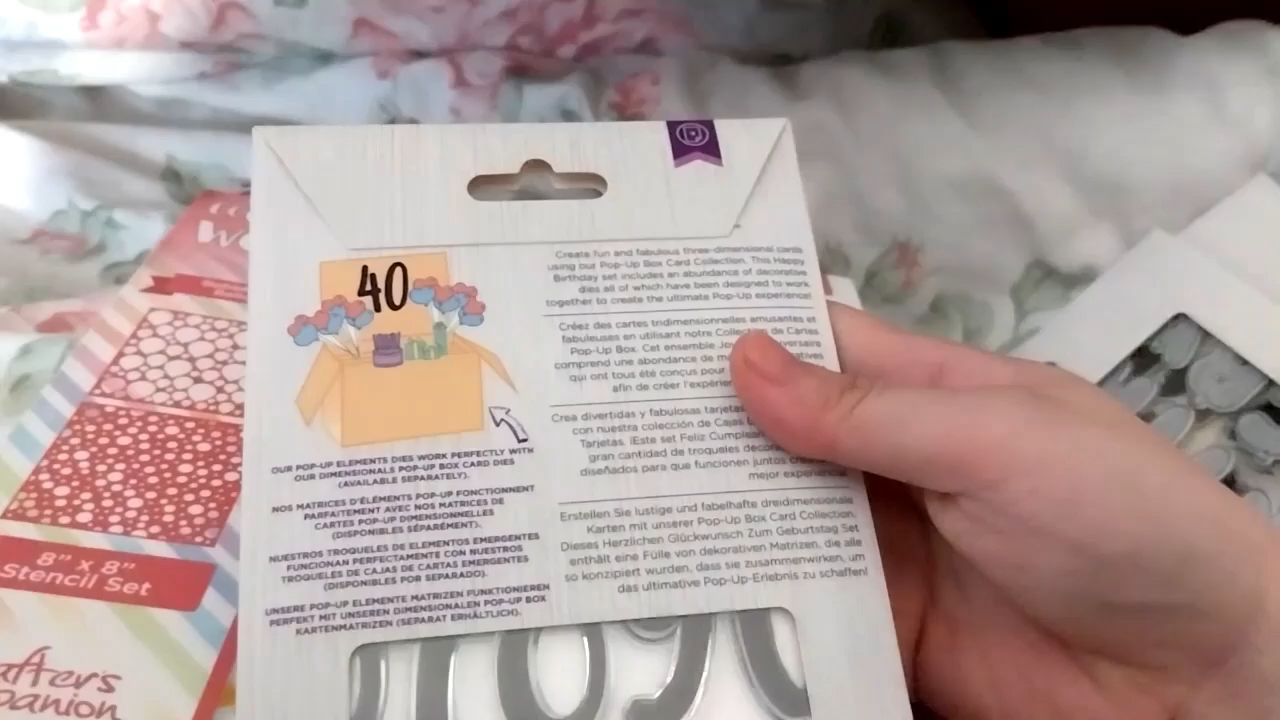 40
OUR POP-UP ELEMENTS DIES WORK PERFECTLY WITH
OUR DIMENSIONALS POP-UP BOX CARD DIES
(AVAILABLE SEPARATELY).
NOS MATRICES D'ÉLÉMENTS POP-UP FONCTIONNENT
PARFAITEMENT AVEC NOS MATRICES DE
CARTES POP-UP DIMENSIONNELLES
(DISPONIBLES SÉPARÉMENT).
NUESTROS TROQUELES DE ELEMENTOS EMERGENTES
FUNCIONAN PERFECTAMENTE CON NUESTROS
TROQUELES DE CAJAS DE CARTAS EMERGENTES
(DISPONIBLES POR SEPARADO).
UNSERE POP-UP ELEMENTE MATRIZEN FUNKTIONIEREN
PERFEKT MIT UNSEREN DIMENSIONALEN POP-UP BOX
KARTENMATRIZEN (SEPARAT ERHÄLTLICH).
Create fun and fabulous three-dimensional cards
using our Pop-Up Box Card Collection. This Happy
Birthday set includes an abundance of decorative
dies all of which have been designed to work
together to create the ultimate Pop-Up experience!
Créez des cartes tridimensionnelles amusantes et
fabuleuses en utilisant notre Collection de Cartes
Pop-Up Box. Cet ensemble
comprend une abondance de
qui ont tous été conçus pour
afin de créer
Crea divertidas y fabulosas tarjetas
con nuestra colección de Cajas
Tarjetas. ¡Este set Feliz
gran cantidad de troqueles
diseñados para que funcionen juntos
mejor experiencia
Erstellen Sie lustige und fabelhafte dreidimensionale
Karten mit unserer Pop-Up Box Card Collection.
Dieses Herzlichen Glückwunsch Zum Geburtstag Set
enthält eine Fülle von dekorativen Matrizen, die alle
so konzipiert wurden, dass sie zusammenwirken, um
das ultimative Pop-Up-Erlebnis zu schaffen!
8" x 8"
Stencil Set